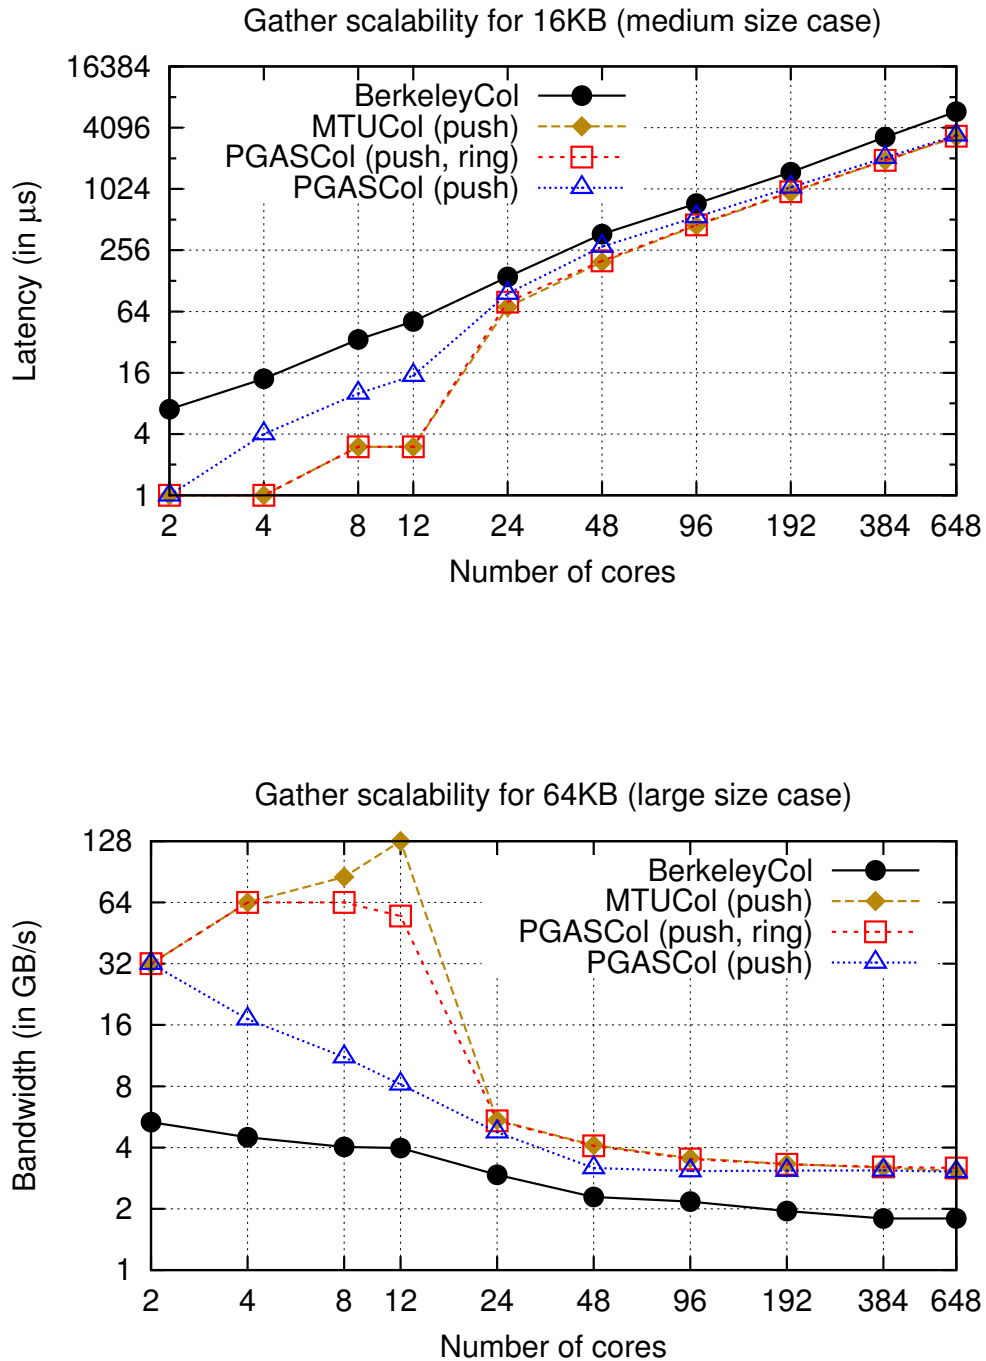 Gather scalability for 16KB (medium size case)
16384
4096
1024
256
64
16
4
1
Latency (in μs)
BerkeleyCol
MTUCol (push)
PGASCol (push, ring)
PGASCol (push)
2 4 8 12 24 48 96 192 384 648
Number of cores
Gather scalability for 64KB (large size case)
128
64
32
16
8
4
2
1
Bandwidth (in GB/s)
BerkeleyCol
MTUCol (push)
PGASCol (push, ring)
PGASCol (push)
2 4 8 12 24 48 96 192 384 648
Number of cores